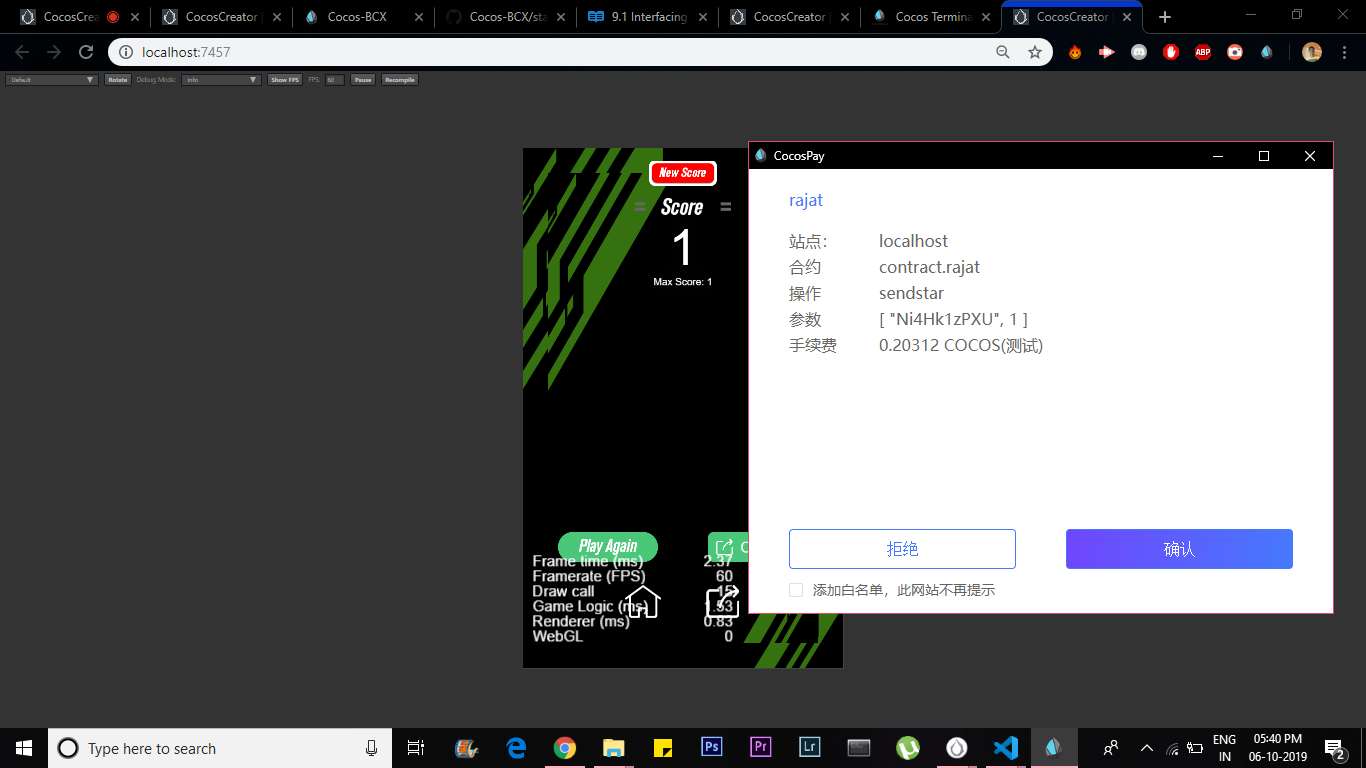 CocosCrea
CocosCreator
Cocos-BCX
Cocos-BCX/sta
9.1 Interfacing
CocosCreator
Cocos Termina
CocosCreator
localhost:7457
ABP
Default
Rotate
Debug Mode:
Info
Show FPS
FPS:
60
Pause
Recompile
New Score
= Score =
1
Max Score: 1
Play Again
Frame time (ms) 2.37
Framerate (FPS) 60
Draw call 15
Game Logic (ms) 1.53
Renderer (ms) 0.83
WebGL 0
CocosPay
rajat
站点: localhost
合约 contract.rajat
操作 sendstar
参数 [ "Ni4Hk1zPXU", 1 ]
手续费 0.20312 COCOS(测试)
拒绝
确认
添加白名单，此网站不再提示
Type here to search
Ps
Pr
Lr
ENG
IN
05:40 PM
06-10-2019
2